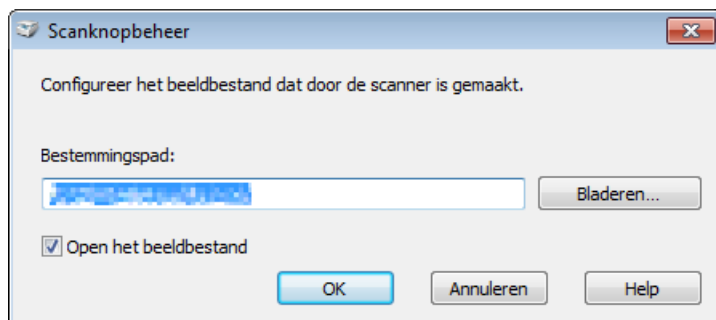 Scanknopbeheer
Configureer het beeldbestand dat door de scanner is gemaakt.
Bestemmingspad:
Bladeren...
Open het beeldbestand
OK Annuleren Help